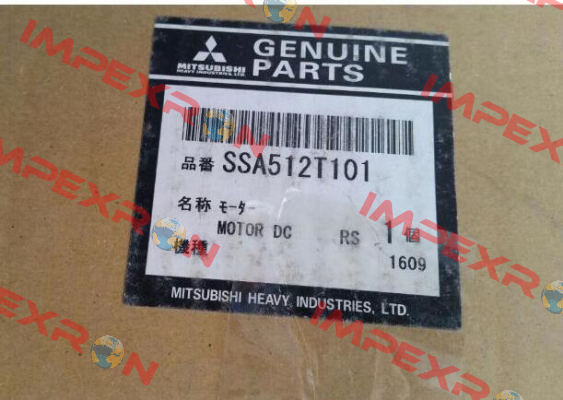 MITSUBISHI
HEAVY INDUSTRIES, LTD.
GENUINE
PARTS
品番 SSA512T101
名称 モーター
MOTOR DC RS 1個
機種
1609
MITSUBISHI HEAVY INDUSTRIES, LTD.
IMPEXRON
IMPEXRON
IMPEXRON
IMPEXRON
IMPEXRON
IMPEXRON